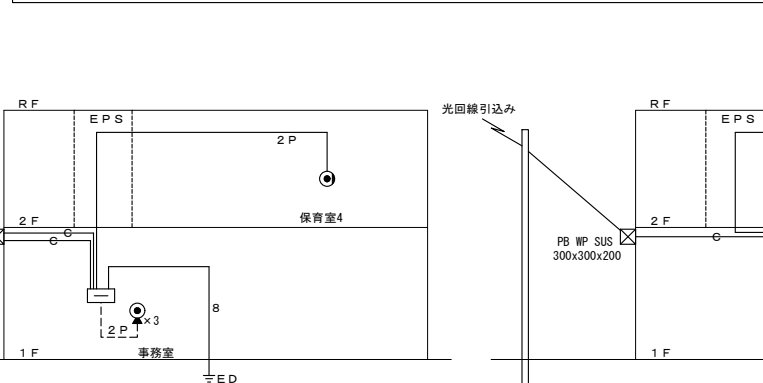 RF
EPS
2P
保育室4
2F
C
C
8
×3
2P
1F
事務室
ED
光回線引込み
RF
EPS
2F
PB WP SUS
300x300x200
C
1F